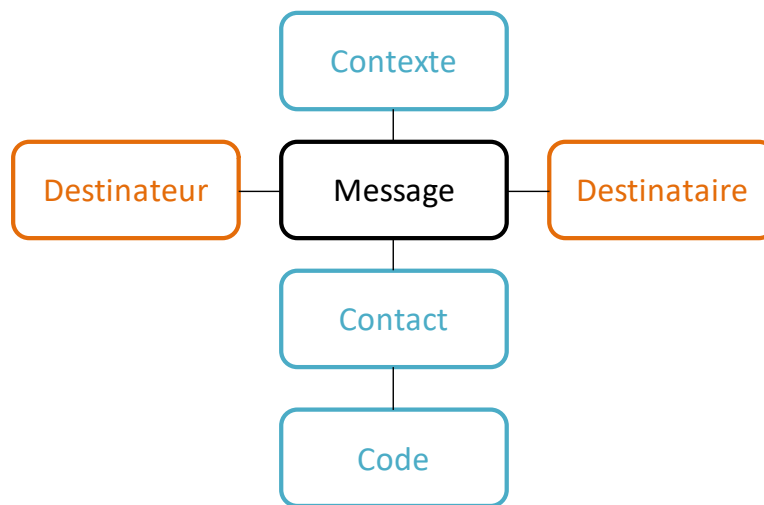 Contexte
Destinateur
Message
Destinataire
Contact
Code